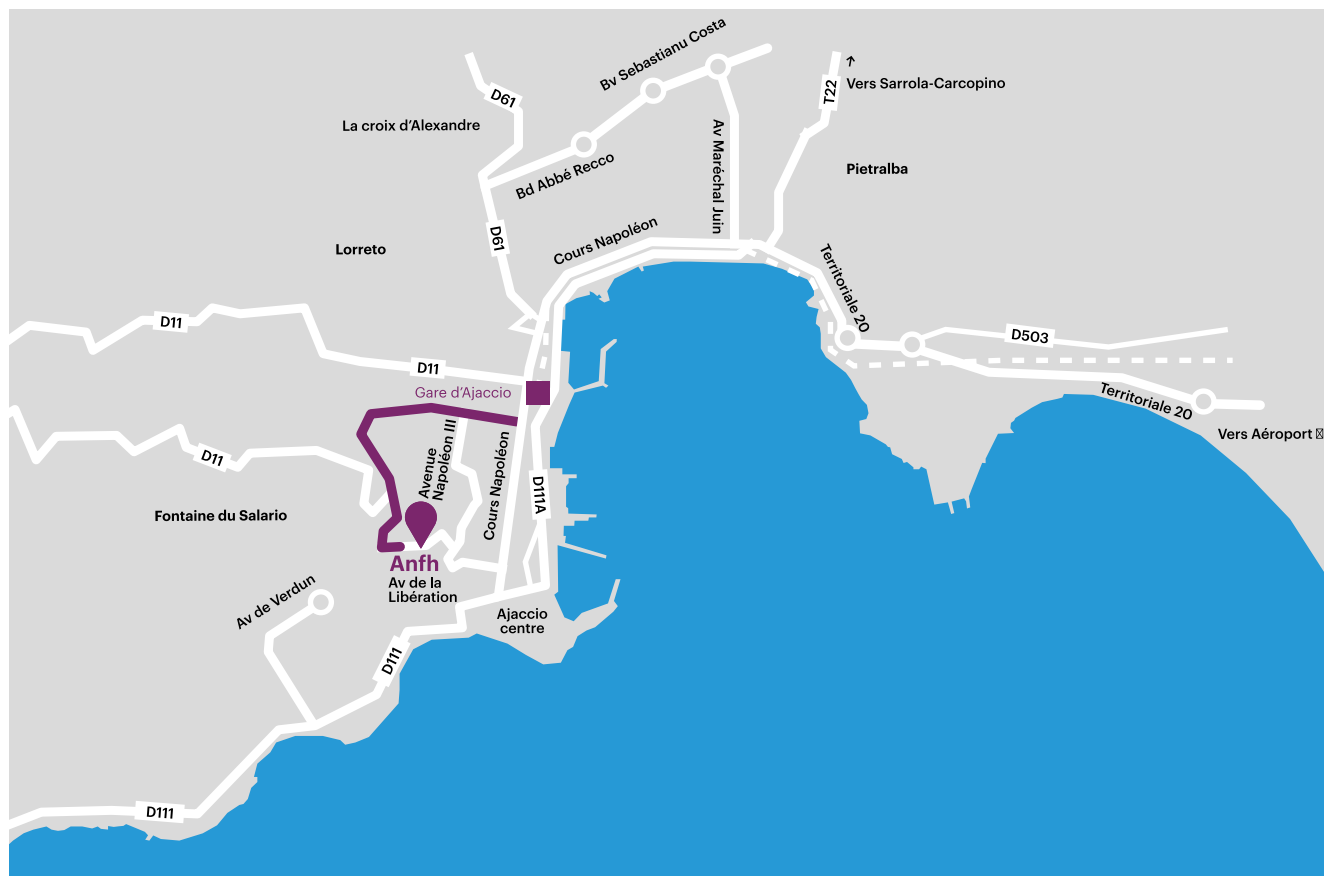 Bv Sebastianu Costa
Vers Sarrola-Carcopino
T22
D61
La croix d'Alexandre
Bd Abbé Recco
Av Maréchal Juin
Pietralba
D61
Cours Napoléon
Lorreto
Territoriale 20
D11
D503
D11
Gare d'Ajaccio
Territoriale 20
Vers Aéroport
D11
Avenue
Napoléon III
Cours Napoléon
D111A
Fontaine du Salario
Anfh
Av de la
Libération
Av de Verdun
Ajaccio
centre
D111
D111